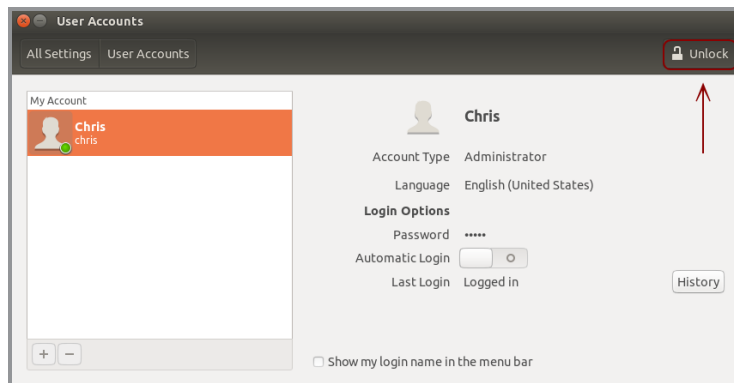 User Accounts
All Settings User Accounts Unlock
My Account
Chris
chris
Chris
Account Type Administrator
Language English (United States)
Login Options
Password •••••
Automatic Login
Last Login Logged in History
+ −
Show my login name in the menu bar